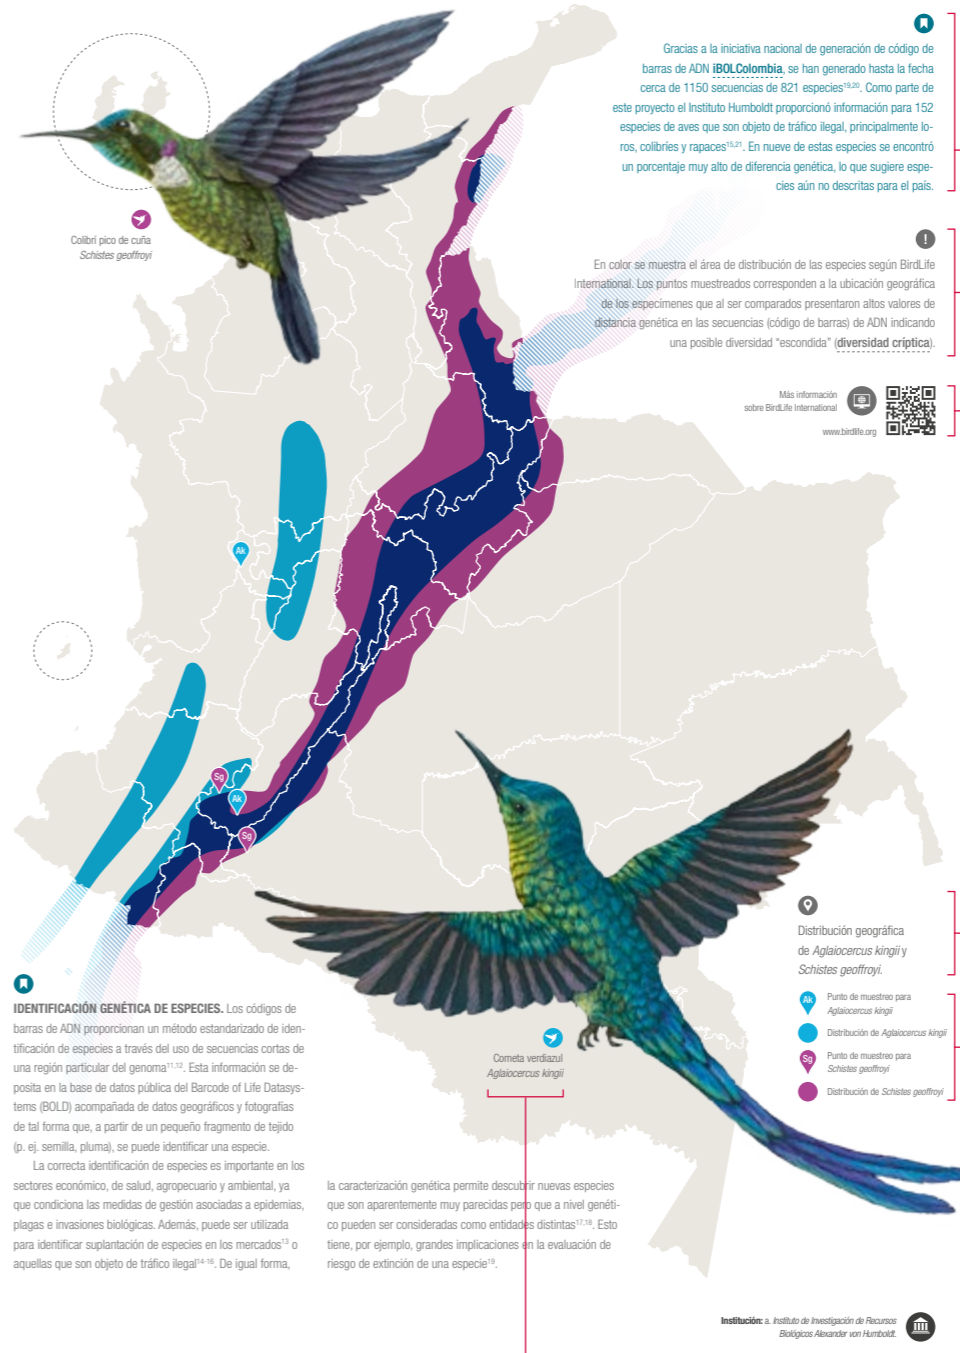 Gracias a la iniciativa nacional de generación de código de
barras de ADN iBOLColombia, se han generado hasta la fecha
cerca de 1150 secuencias de 821 especies19,20. Como parte de
este proyecto el Instituto Humboldt proporcionó información para 152
especies de aves que son objeto de tráfico ilegal, principalmente lo-
ros, colibríes y rapaces15,21. En nueve de estas especies se encontró
un porcentaje muy alto de diferencia genética, lo que sugiere espe-
cies aún no descritas para el país.
Colibrí pico de cuña
Schistes geoffroyi
!
En color se muestra el área de distribución de las especies según BirdLife
International. Los puntos muestreados corresponden a la ubicación geográfica
de los especímenes que al ser comparados presentaron altos valores de
distancia genética en las secuencias (código de barras) de ADN indicando
una posible diversidad “escondida” (diversidad críptica).
Más información
sobre BirdLife International
www.birdlife.org
Ak
Sg
Ak
Sg
Distribución geográfica
de Aglaiocercus kingii y
Schistes geoffroyi.
Ak
Punto de muestreo para
Aglaiocercus kingii
Distribución de Aglaiocercus kingii
Sg
Punto de muestreo para
Schistes geoffroyi
Distribución de Schistes geoffroyi
Cometa verdiazul
Aglaiocercus kingii
IDENTIFICACIÓN GENÉTICA DE ESPECIES. Los códigos de
barras de ADN proporcionan un método estandarizado de iden-
tificación de especies a través del uso de secuencias cortas de
una región particular del genoma11,12. Esta información se de-
posita en la base de datos pública del Barcode of Life Datasys-
tems (BOLD) acompañada de datos geográficos y fotografías
de tal forma que, a partir de un pequeño fragmento de tejido
(p. ej. semilla, pluma), se puede identificar una especie.
La correcta identificación de especies es importante en los
sectores económico, de salud, agropecuario y ambiental, ya
que condiciona las medidas de gestión asociadas a epidemias,
plagas e invasiones biológicas. Además, puede ser utilizada
para identificar suplantación de especies en los mercados13 o
aquellas que son objeto de tráfico ilegal14-16. De igual forma,
la caracterización genética permite descubrir nuevas especies
que son aparentemente muy parecidas pero que a nivel genéti-
co pueden ser consideradas como entidades distintas17,18. Esto
tiene, por ejemplo, grandes implicaciones en la evaluación de
riesgo de extinción de una especie19.
Institución: a. Instituto de Investigación de Recursos
Biológicos Alexander von Humboldt.